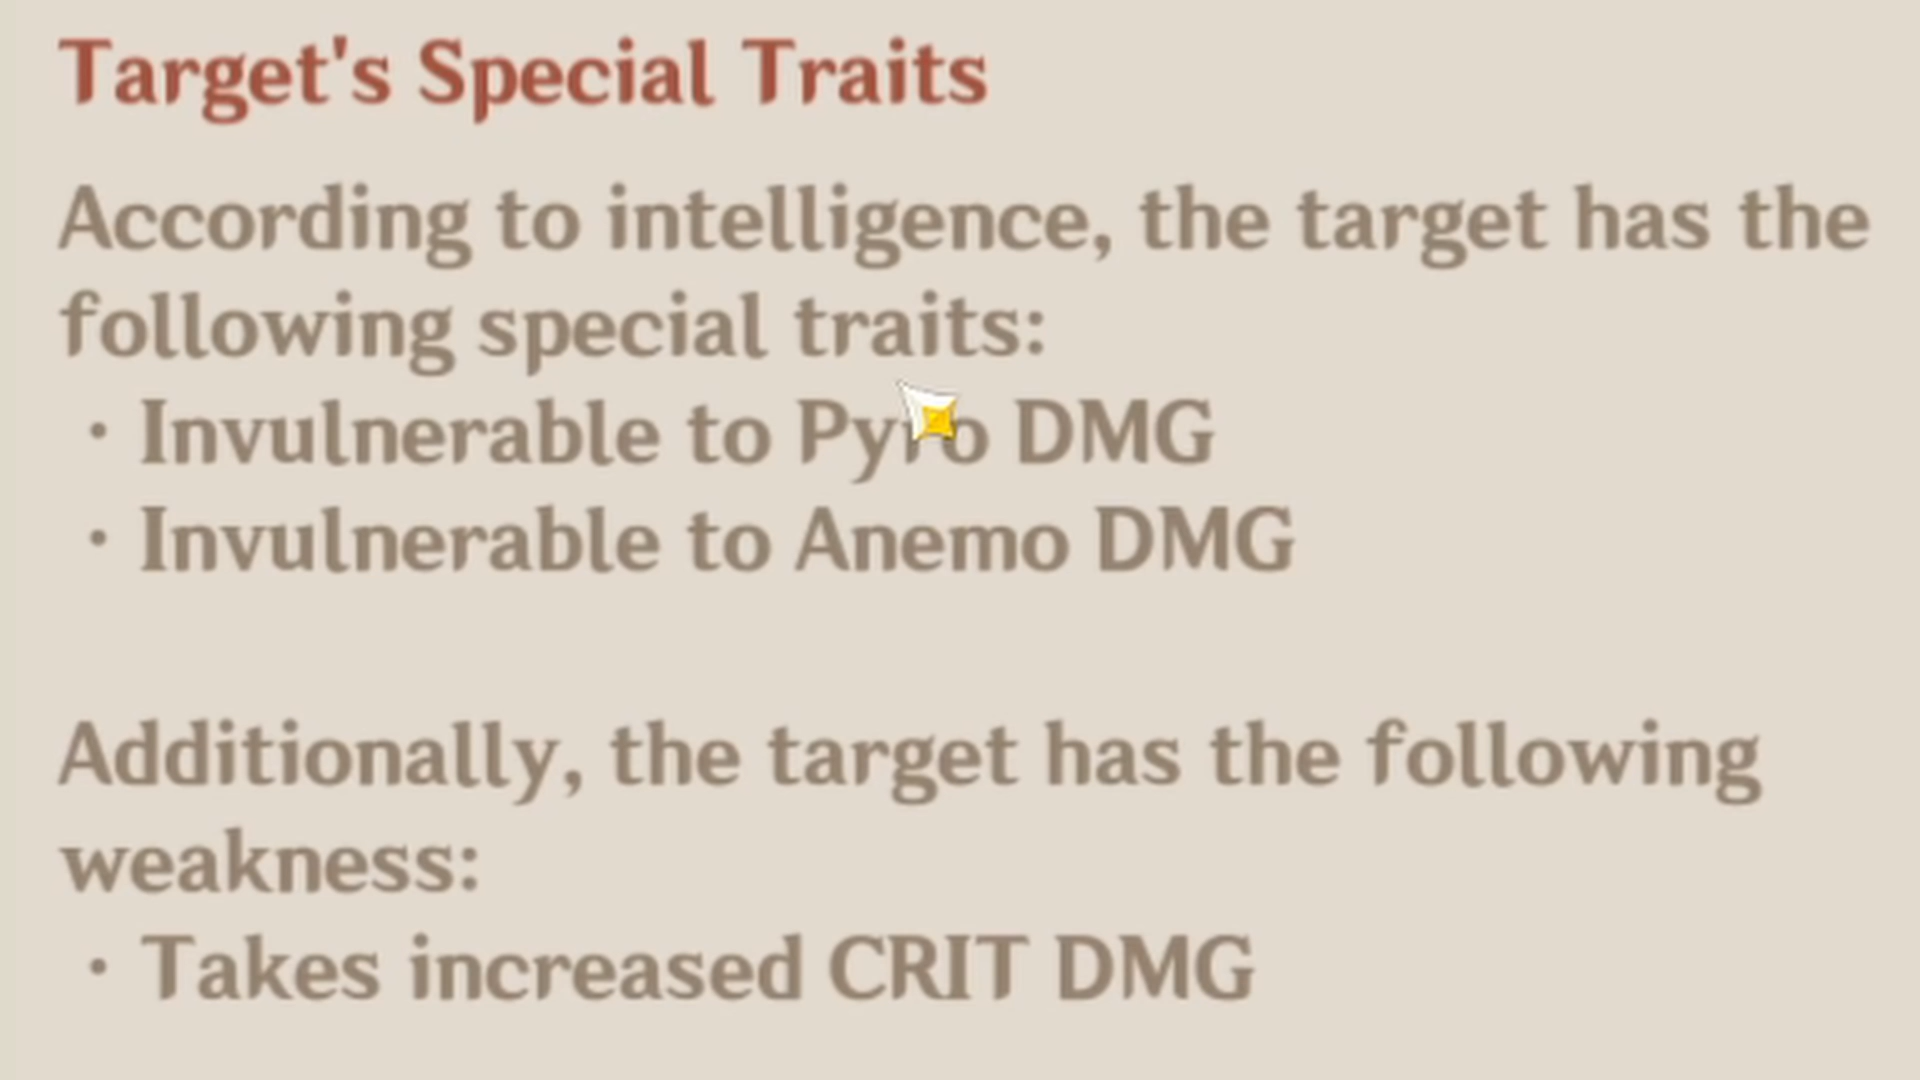 Target's Special Traits
According to intelligence, the target has the
following special traits:
· Invulnerable to Pyro DMG
· Invulnerable to Anemo DMG
Additionally, the target has the following
weakness:
· Takes increased CRIT DMG